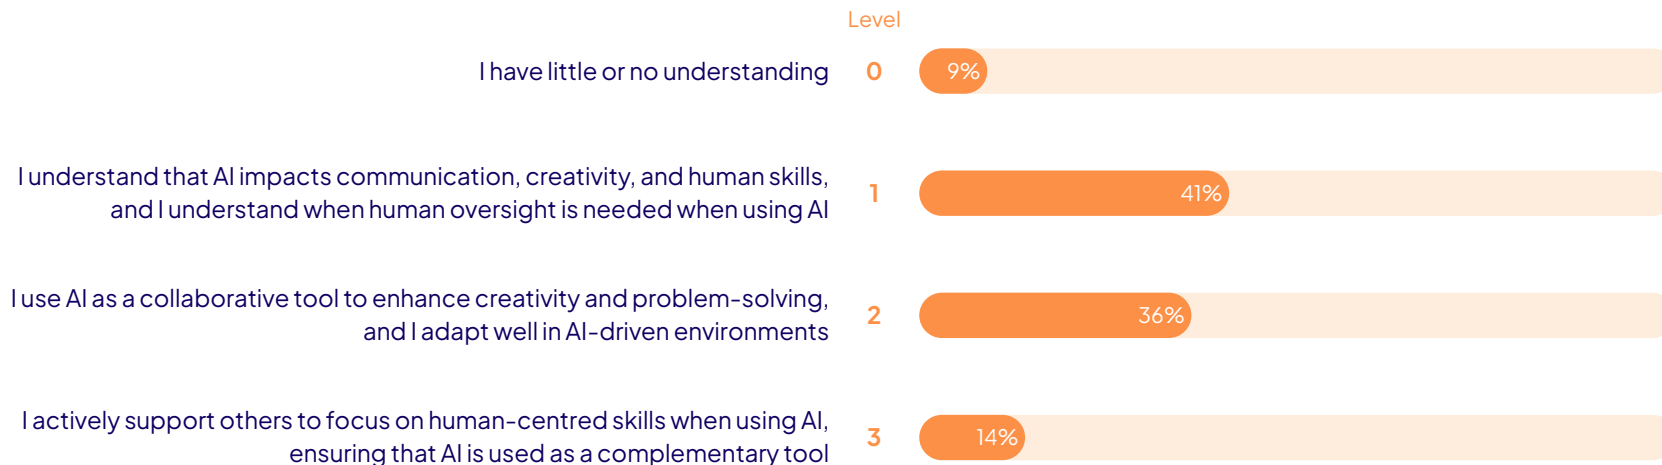 Level
I have little or no understanding 0 9%
I understand that AI impacts communication, creativity, and human skills,
and I understand when human oversight is needed when using AI
1 41%
I use AI as a collaborative tool to enhance creativity and problem-solving,
and I adapt well in AI-driven environments
2 36%
I actively support others to focus on human-centred skills when using AI,
ensuring that AI is used as a complementary tool
3 14%